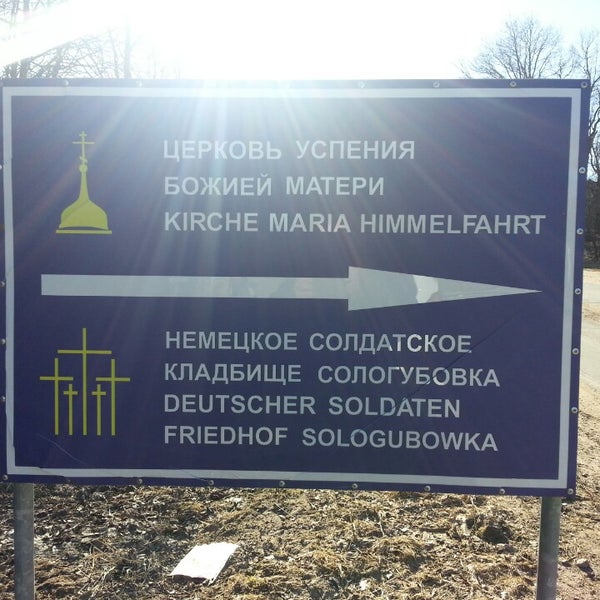 ЦЕРКОВЬ УСПЕНИЯ
БОЖИЕЙ МАТЕРИ
KIRCHE MARIA HIMMELFAHRT
НЕМЕЦКОЕ СОЛДАТСКОЕ
КЛАДБИЩЕ СОЛОГУБОВКА
DEUTSCHER SOLDATEN
FRIEDHOF SOLOGUBOWKA